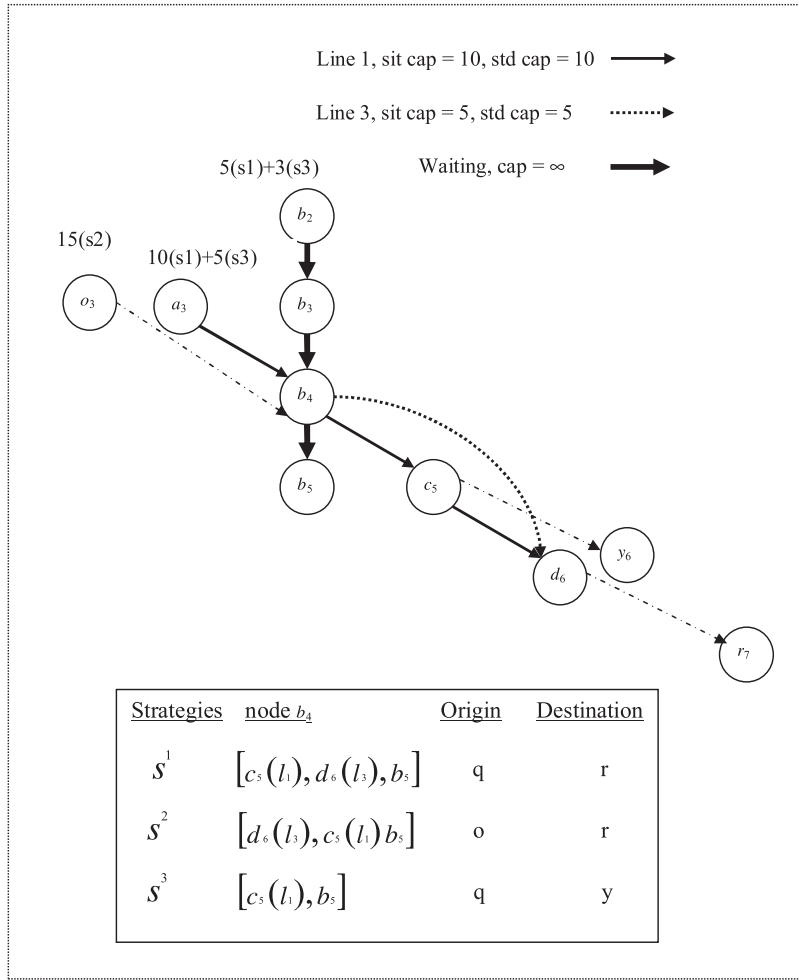 Line 1, sit cap = 10, std cap = 10
Line 3, sit cap = 5, std cap = 5
Waiting, cap = ∞
5(s1)+3(s3)
b2
15(s2)
10(s1)+5(s3)
o3
a3
b3
b4
b5
c5
y6
d6
r7
Strategies node b4 Origin Destination
s1 [c5(l1), d6(l3), b5] q r
s2 [d6(l3), c5(l1) b5] o r
s3 [c5(l1), b5] q y